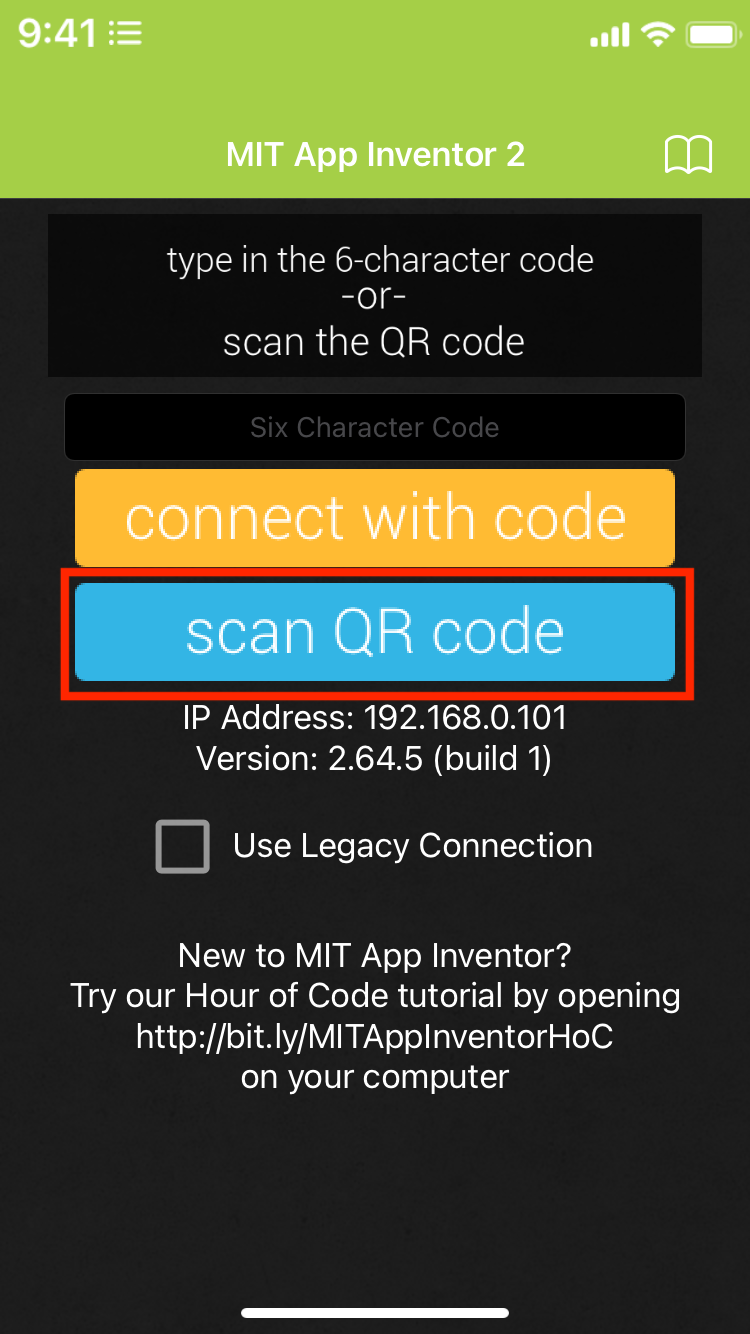 9:41
MIT App Inventor 2
type in the 6-character code
-or-
scan the QR code
Six Character Code
connect with code
scan QR code
IP Address: 192.168.0.101
Version: 2.64.5 (build 1)
Use Legacy Connection
New to MIT App Inventor?
Try our Hour of Code tutorial by opening
http://bit.ly/MITAppInventorHoC
on your computer